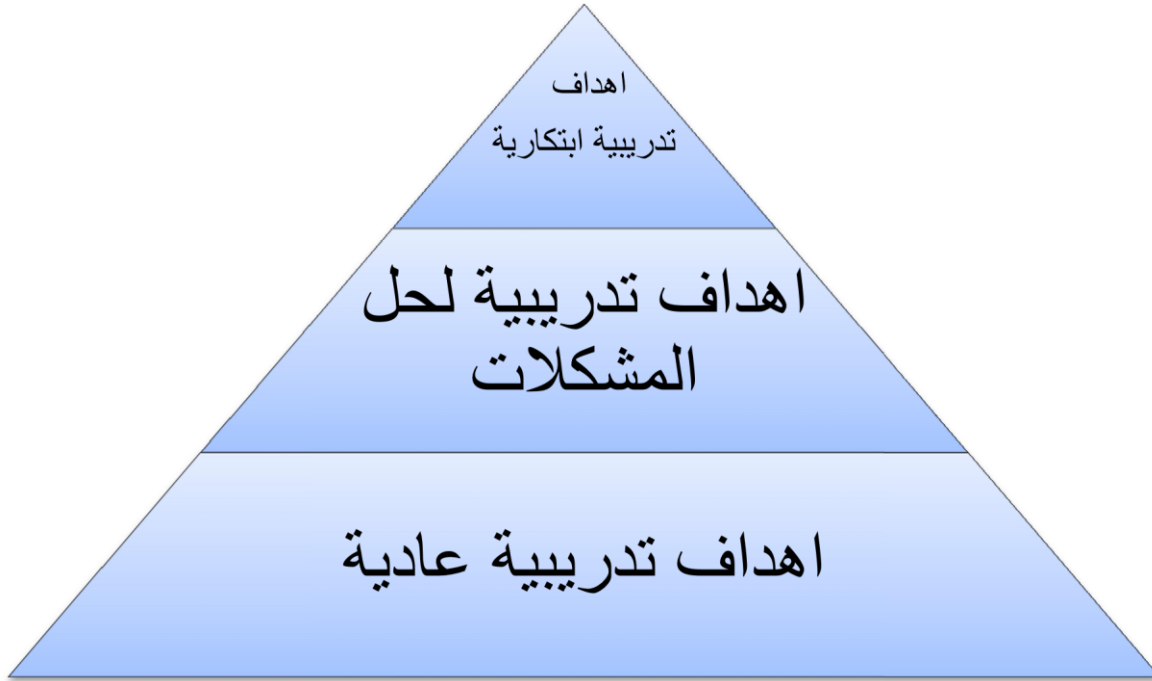 اهداف
تدريبية ابتكارية
اهداف تدريبية لحل
المشكلات
اهداف تدريبية عادية